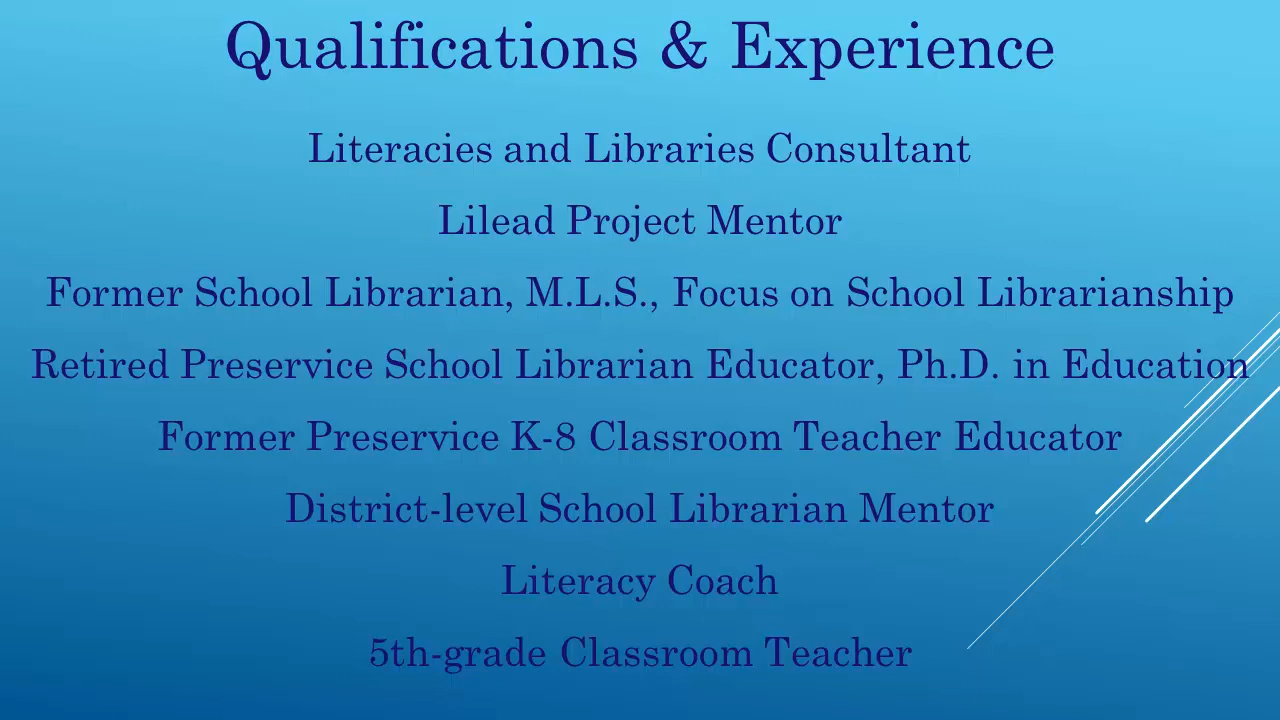 Qualifications & Experience
Literacies and Libraries Consultant
Lilead Project Mentor
Former School Librarian, M.L.S., Focus on School Librarianship
Retired Preservice School Librarian Educator, Ph.D. in Education
Former Preservice K-8 Classroom Teacher Educator
District-level School Librarian Mentor
Literacy Coach
5th-grade Classroom Teacher